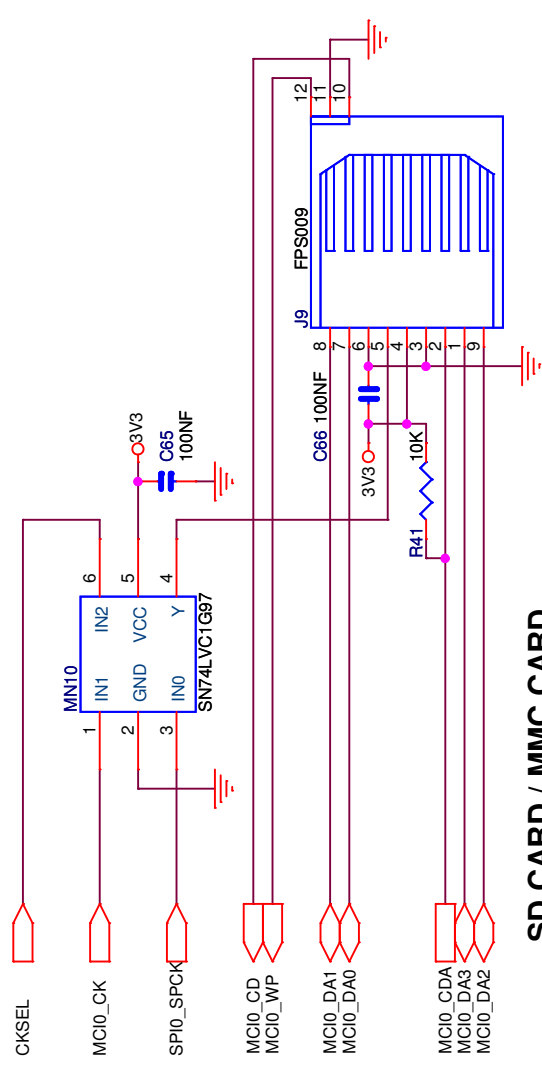 CKSEL
MN10
1 IN1 IN2 6
MCI0_CK
2 GND VCC 5 3V3
C65
3 IN0 Y 4 100NF
SPI0_SPCK
SN74LVC1G97
MCI0_CD
MCI0_WP
J9 FPS009 12
11
10
MCI0_DA1
C66 100NF 8
MCI0_DA0
7
6
3V3 5
4
R41 10K 3
MCI0_CDA 2
MCI0_DA3 1
MCI0_DA2 9
SD CARD / MMC CARD